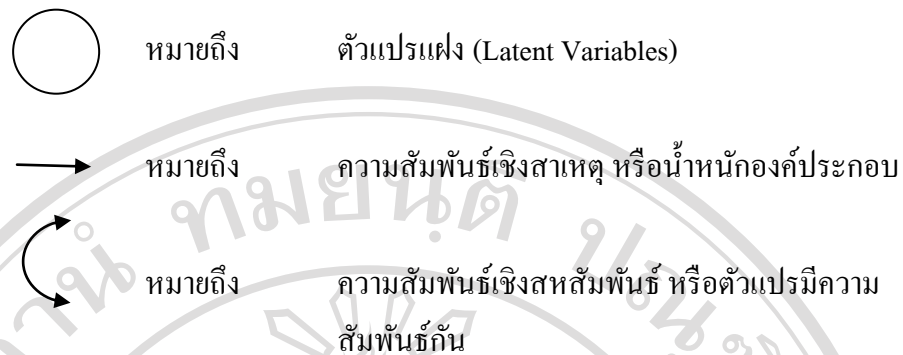 หมายถึง ตัวแปรแฝง (Latent Variables)
หมายถึง ความสัมพันธ์เชิงสาเหตุ หรือน้ำหนักองค์ประกอบ
หมายถึง ความสัมพันธ์เชิงสหสัมพันธ์ หรือตัวแปรมีความ
สัมพันธ์กัน